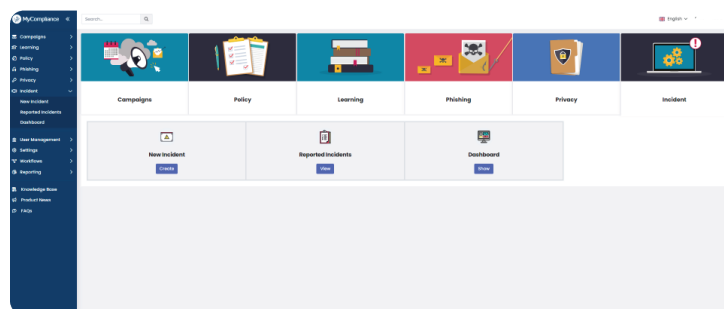 MyCompliance «
Search...
English
Campaigns
Learning
Policy
Phishing
Privacy
Incident
New Incident
Reported Incidents
Dashboard
User Management
Settings
Workflows
Reporting
Knowledge Base
Product News
FAQs
Campaigns
Policy
Learning
Phishing
Privacy
Incident
New Incident
Reported Incidents
Dashboard
Create
View
Show